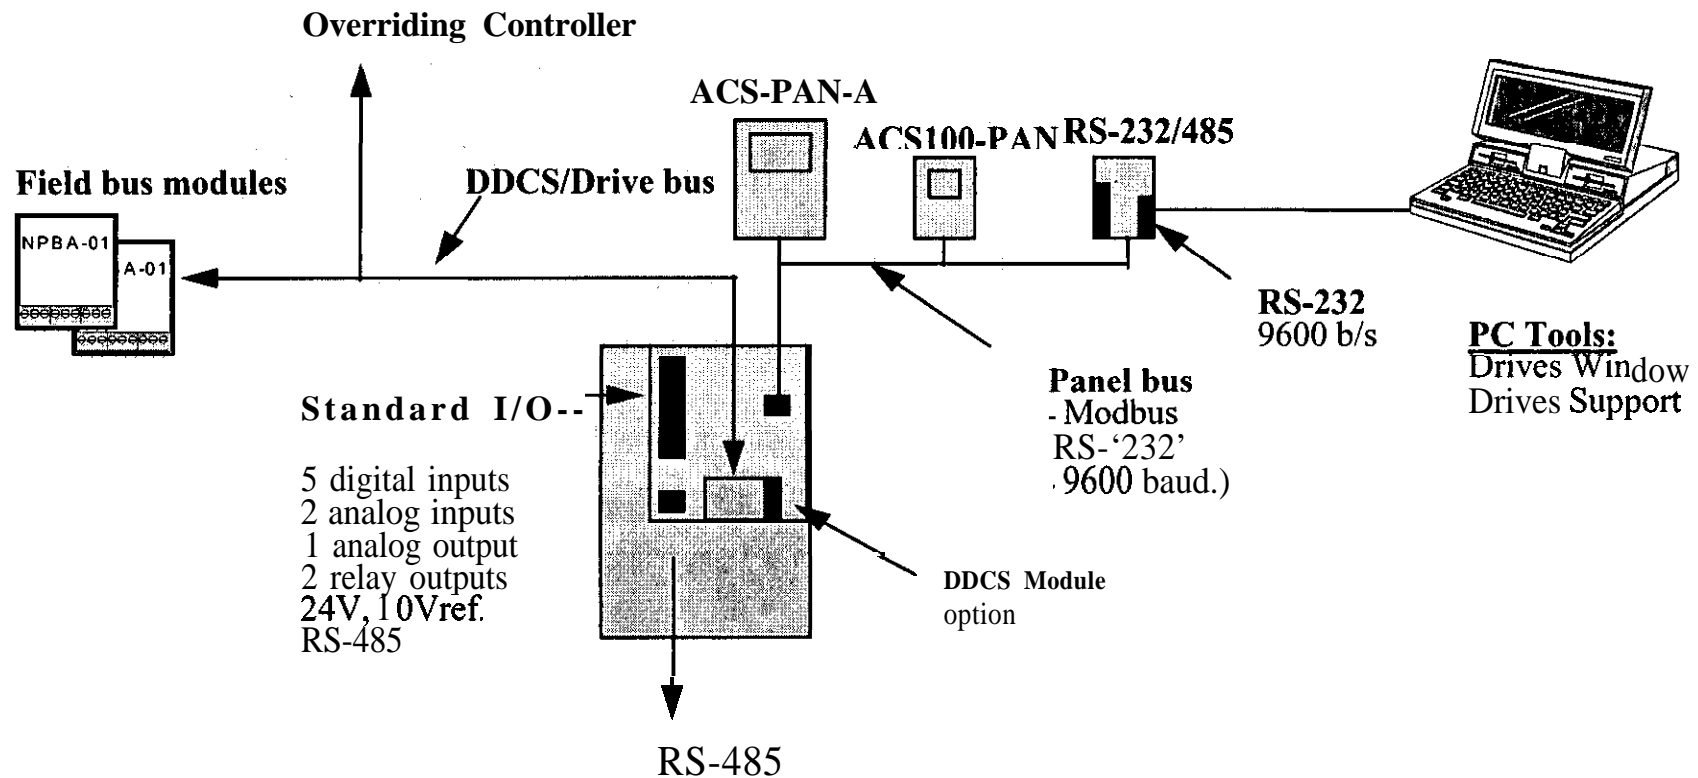 Overriding Controller
ACS-PAN-A
ACS100-PAN
RS-232/485
Field bus modules
DDCS/Drive bus
NPBA-01
A-01
RS-232
9600 b/s
PC Tools:
Drives Window
Drives Support
Panel bus
- Modbus
RS-‘232’
- 9600 baud.)
Standard I/O--
5 digital inputs
2 analog inputs
1 analog output
2 relay outputs
24V, 10Vref.
RS-485
DDCS Module
option
RS-485